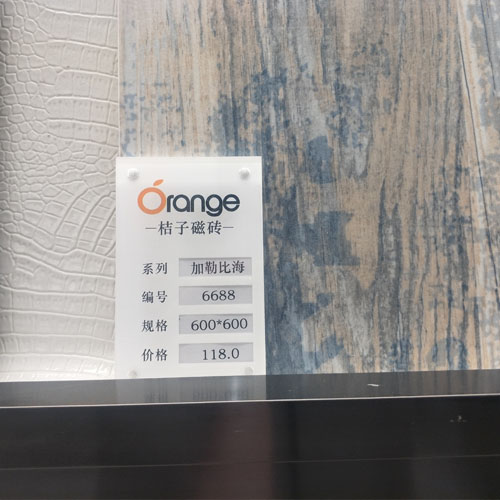 Orange
—桔子磁砖—
系列 加勒比海
编号 6688
规格 600*600
价格 118.0